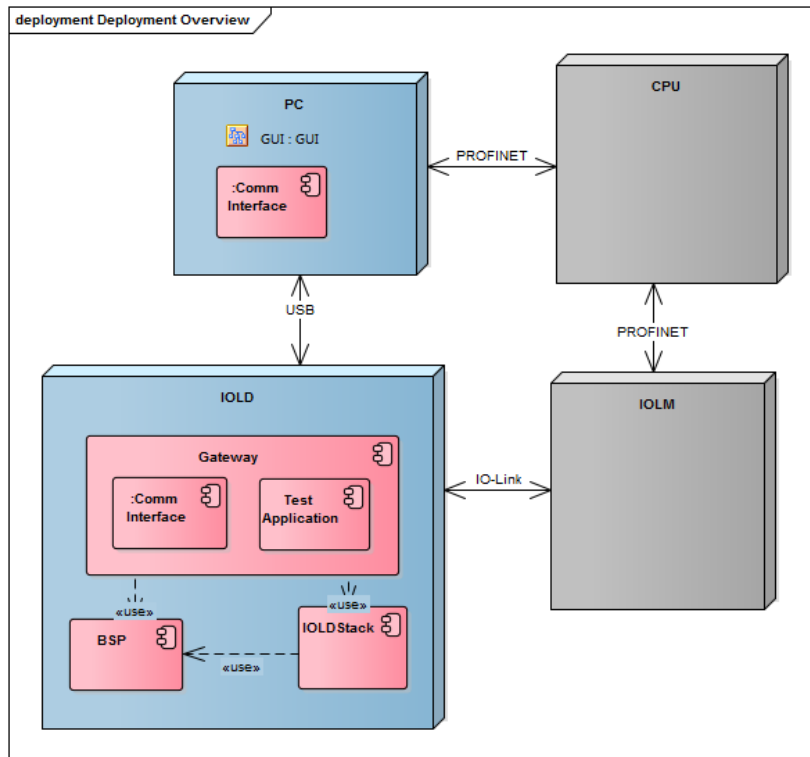 deployment Deployment Overview
PC
GUI : GUI
:Comm
Interface
CPU
PROFINET
USB
PROFINET
IOLD
IOLM
Gateway
:Comm
Interface
Test
Application
IO-Link
«use»
«use»
BSP
IOLDStack
«use»